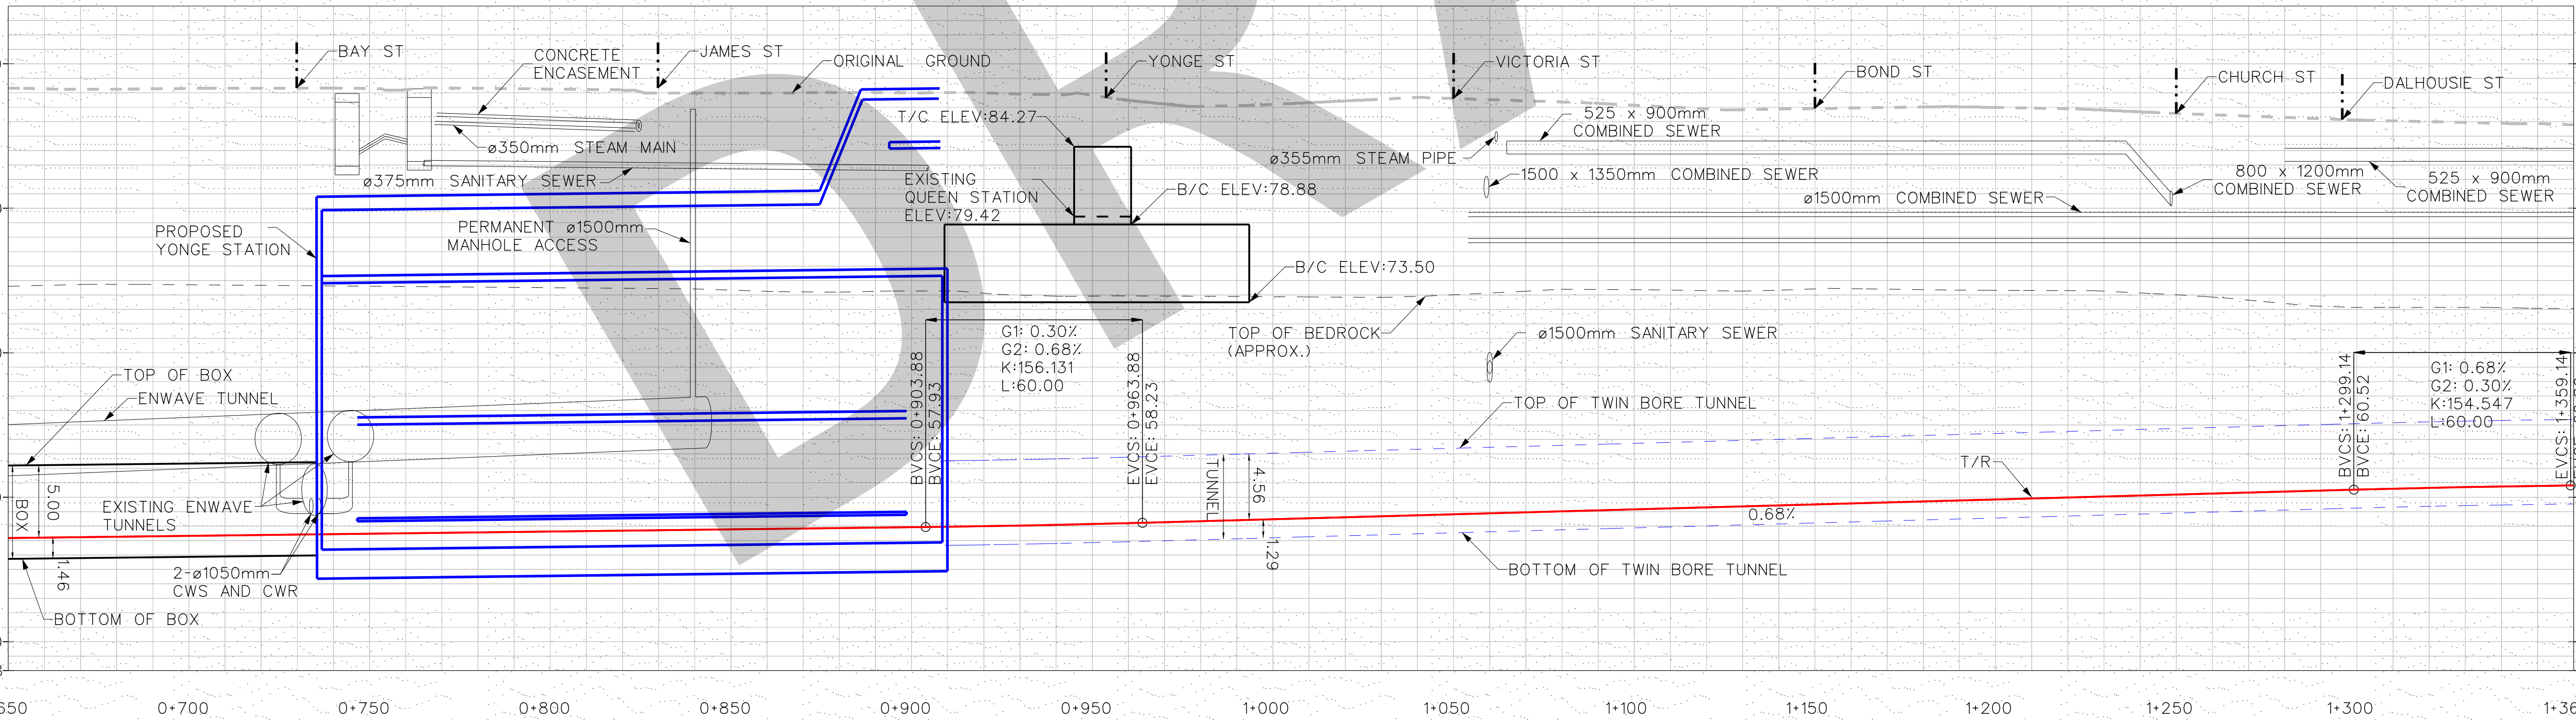 BAY ST
CONCRETE
ENCASEMENT
JAMES ST
ORIGINAL GROUND
YONGE ST
VICTORIA ST
BOND ST
CHURCH ST
DALHOUSIE ST
T/C ELEV:84.27
525 x 900mm
COMBINED SEWER
ø350mm STEAM MAIN
ø355mm STEAM PIPE
ø375mm SANITARY SEWER
EXISTING
QUEEN STATION
ELEV:79.42
B/C ELEV:78.88
1500 x 1350mm COMBINED SEWER
800 x 1200mm
COMBINED SEWER
525 x 900mm
COMBINED SEWER
ø1500mm COMBINED SEWER
PROPOSED
YONGE STATION
PERMANENT ø1500mm
MANHOLE ACCESS
B/C ELEV:73.50
G1: 0.30%
G2: 0.68%
K:156.131
L:60.00
TOP OF BEDROCK
(APPROX.)
ø1500mm SANITARY SEWER
TOP OF BOX
ENWAVE TUNNEL
BVCS: 0+903.88
BVCE: 57.93
EVCS: 0+963.88
EVCE: 58.23
TOP OF TWIN BORE TUNNEL
BVCS: 1+299.14
BVCE: 60.52
G1: 0.68%
G2: 0.30%
K:154.547
L:60.00
EVCS: 1+359.14
T/R
TUNNEL
4.56
1.29
0.68%
BOX
5.00
1.46
EXISTING ENWAVE
TUNNELS
2-ø1050mm
CWS AND CWR
BOTTOM OF BOX
BOTTOM OF TWIN BORE TUNNEL
650
0+700
0+750
0+800
0+850
0+900
0+950
1+000
1+050
1+100
1+150
1+200
1+250
1+300
DRA